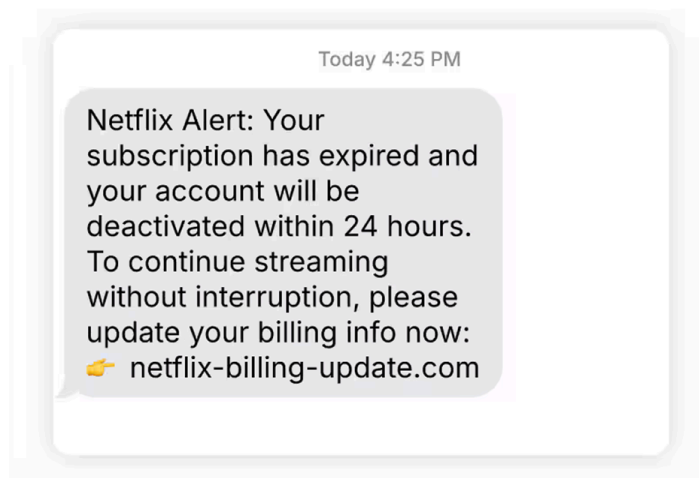 Today 4:25 PM
Netflix Alert: Your
subscription has expired and
your account will be
deactivated within 24 hours.
To continue streaming
without interruption, please
update your billing info now:
👉 netflix-billing-update.com